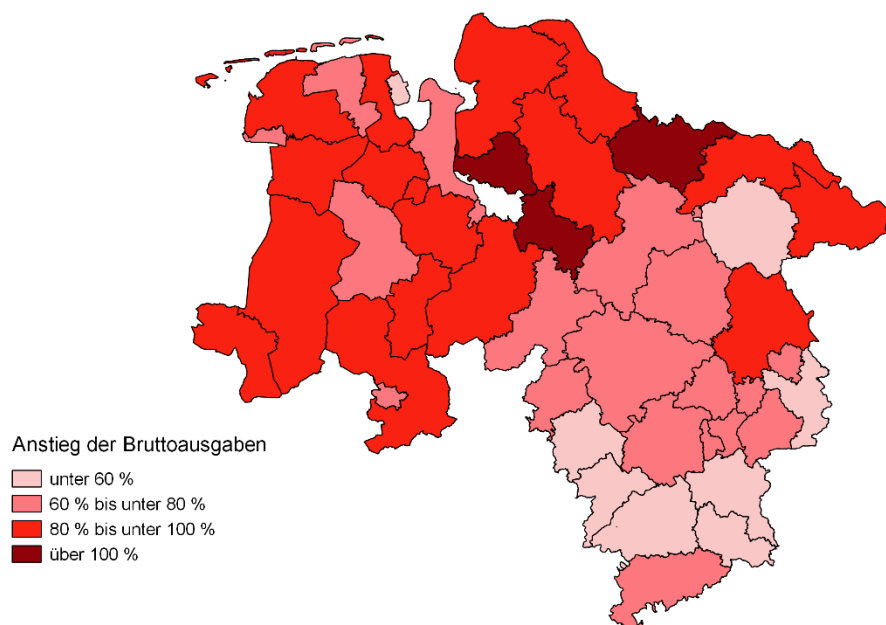 Anstieg der Bruttoausgaben
unter 60 %
60 % bis unter 80 %
80 % bis unter 100 %
über 100 %